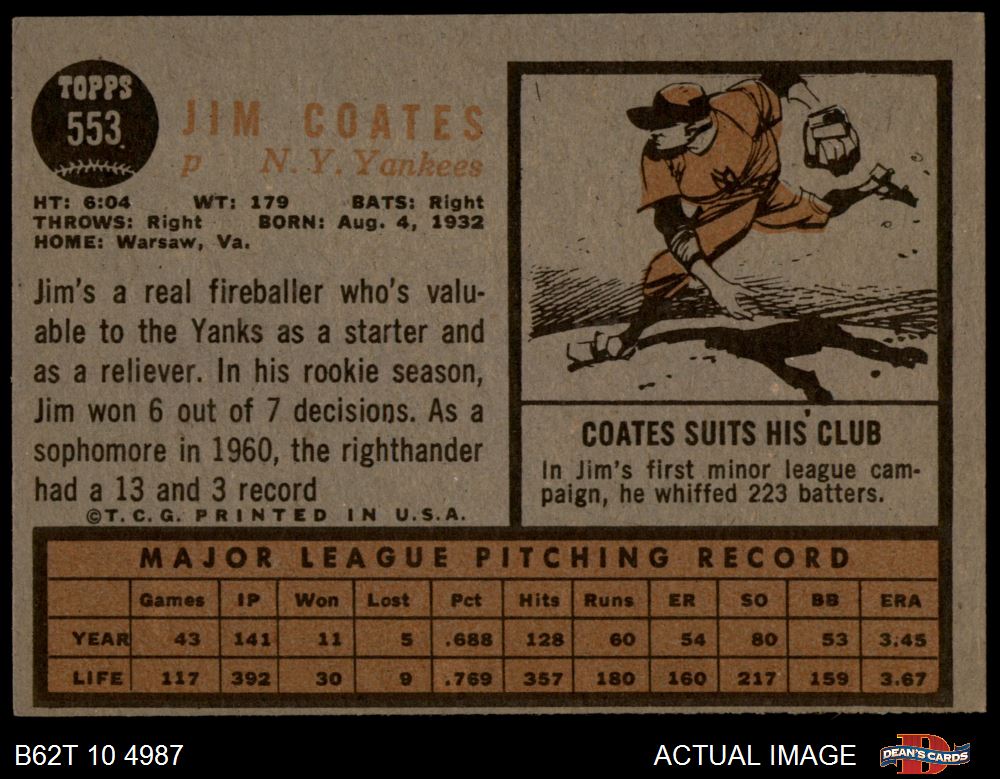 TOPPS
553
JIM COATES
p N. Y. Yankees
HT: 6:04 WT: 179 BATS: Right
THROWS: Right BORN: Aug. 4, 1932
HOME: Warsaw, Va.
Jim's a real fireballer who's valu-
able to the Yanks as a starter and
as a reliever. In his rookie season,
Jim won 6 out of 7 decisions. As a
sophomore in 1960, the righthander
had a 13 and 3 record
©T. C. G. PRINTED IN U.S.A.
COATES SUITS HIS CLUB
In Jim's first minor league cam-
paign, he whiffed 223 batters.
MAJOR LEAGUE PITCHING RECORD
Games IP Won Lost Pct Hits Runs ER SO BB ERA
YEAR 43 141 11 5 .688 128 60 54 80 53 3.45
LIFE 117 392 30 9 .769 357 180 160 217 159 3.67
B62T 10 4987
ACTUAL IMAGE
DEAN'S CARDS